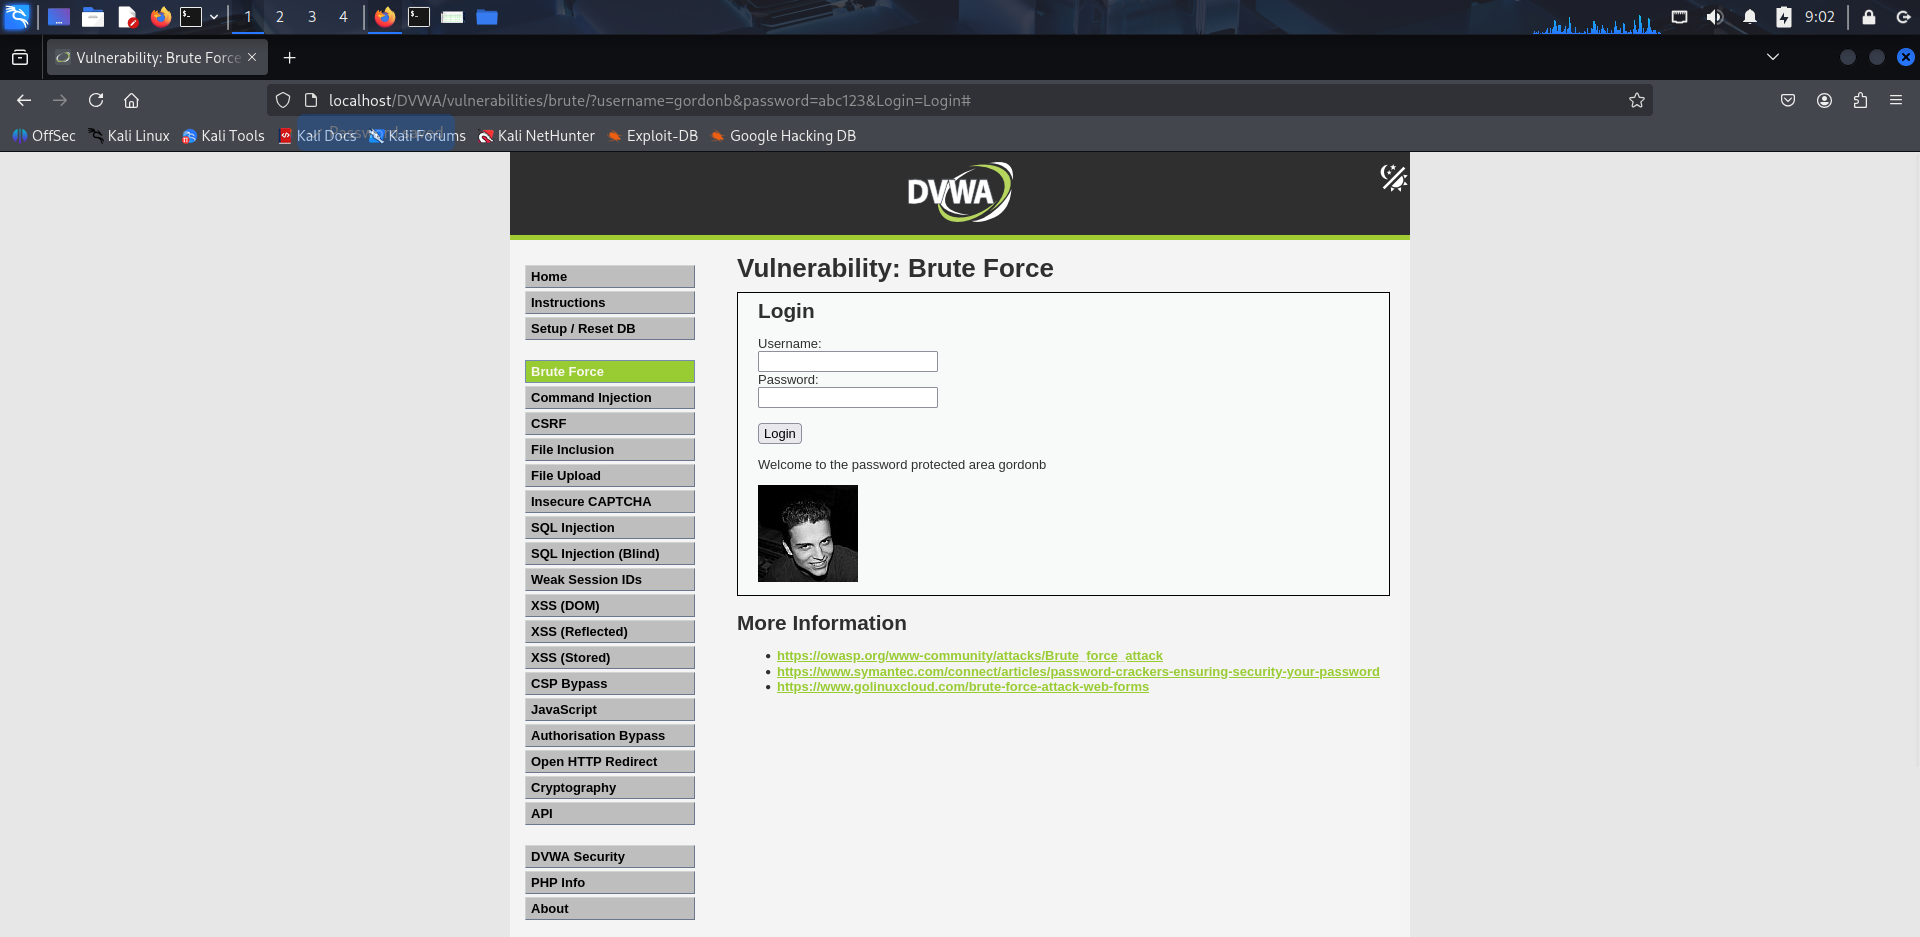 1 2 3 4 9:02
Vulnerability: Brute Force
localhost/DVWA/vulnerabilities/brute/?username=gordonb&password=abc123&Login=Login#
OffSec Kali Linux Kali Tools Kali Docs Kali Forums Kali NetHunter Exploit-DB Google Hacking DB
Password saved
DVWA
Home
Instructions
Setup / Reset DB
Brute Force
Command Injection
CSRF
File Inclusion
File Upload
Insecure CAPTCHA
SQL Injection
SQL Injection (Blind)
Weak Session IDs
XSS (DOM)
XSS (Reflected)
XSS (Stored)
CSP Bypass
JavaScript
Authorisation Bypass
Open HTTP Redirect
Cryptography
API
DVWA Security
PHP Info
About
Vulnerability: Brute Force
Login
Username:
Password:
Login
Welcome to the password protected area gordonb
More Information
https://owasp.org/www-community/attacks/Brute_force_attack
https://www.symantec.com/connect/articles/password-crackers-ensuring-security-your-password
https://www.golinuxcloud.com/brute-force-attack-web-forms